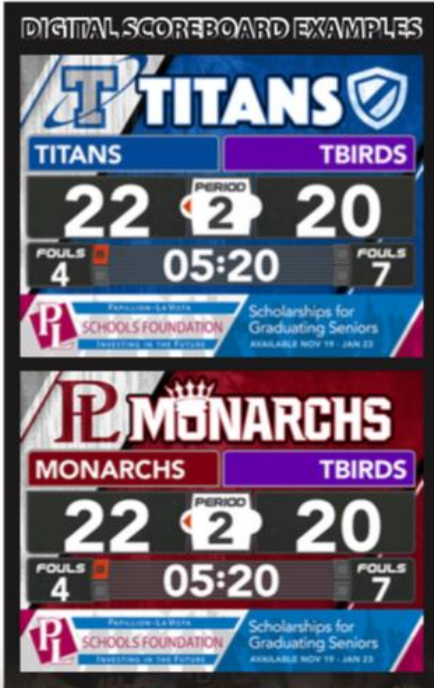 DIGITAL SCOREBOARD EXAMPLES
T TITANS
TITANS TBIRDS
PERIOD
22 2 20
FOULS FOULS
4 05:20 7
PAPILLION-LA VISTA
PL SCHOOLS FOUNDATION
INVESTING IN THE FUTURE
Scholarships for
Graduating Seniors
AVAILABLE NOV 19 - JAN 23
PL MONARCHS
MONARCHS TBIRDS
PERIOD
22 2 20
FOULS FOULS
4 05:20 7
PAPILLION-LA VISTA
PL SCHOOLS FOUNDATION
INVESTING IN THE FUTURE
Scholarships for
Graduating Seniors
AVAILABLE NOV 19 - JAN 23